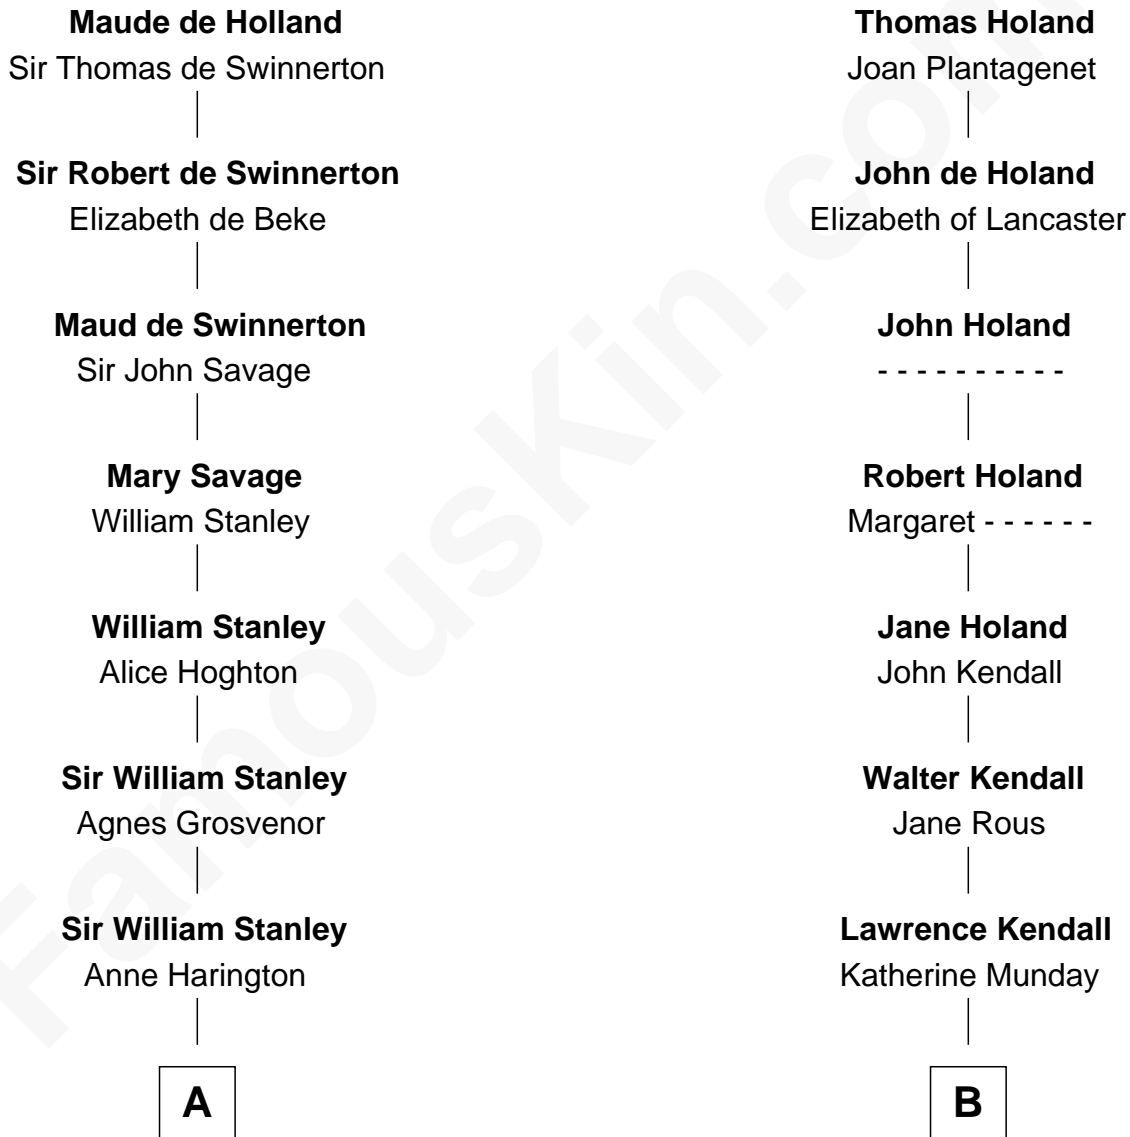 Maude de Holland
Sir Thomas de Swinnerton
Sir Robert de Swinnerton
Elizabeth de Beke
Maud de Swinnerton
Sir John Savage
Mary Savage
William Stanley
William Stanley
Alice Hoghton
Sir William Stanley
Agnes Grosvenor
Sir William Stanley
Anne Harington
A
Thomas Holand
Joan Plantagenet
John de Holand
Elizabeth of Lancaster
John Holand
- - - - - - - - - -
Robert Holand
Margaret - - - - - -
Jane Holand
John Kendall
Walter Kendall
Jane Rous
Lawrence Kendall
Katherine Munday
B
FamousKin.com